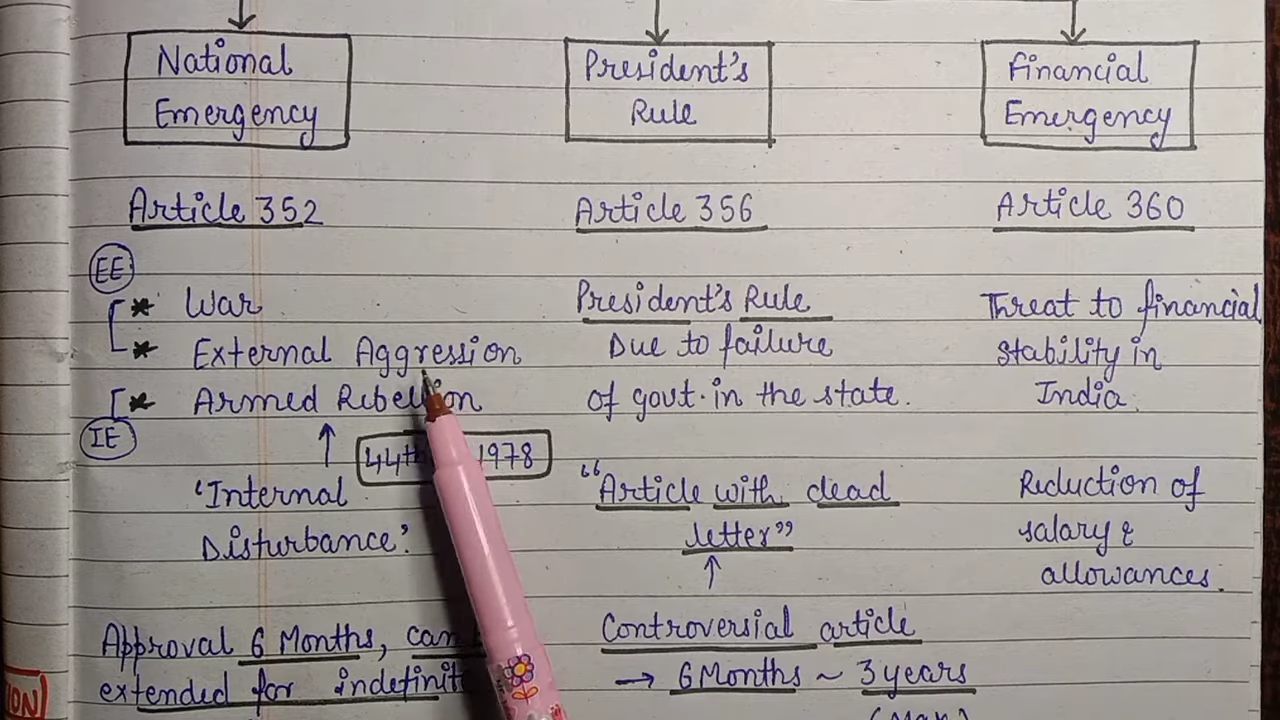 National
Emergency
Article 352
EE
* War
* External Aggression
* Armed Rebellion
IE
44th 1978
'Internal
Disturbance'
Approval 6 Months, can
extended for indefinit
President's
Rule
Article 356
President's Rule
Due to failure
of govt. in the state.
"Article with dead
letter"
Controversial article
→ 6 Months ~ 3 years
(Max)
Financial
Emergency
Article 360
Threat to financial
stability in
India.
Reduction of
salary &
allowances.